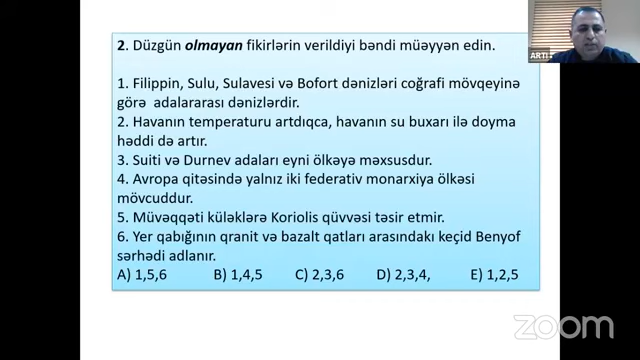 2. Düzgün olmayan fikirlərin verildiyi bəndi müəyyən edin.
1. Filippin, Sulu, Sulavesi və Bofort dənizləri coğrafi mövqeyinə
görə adalararası dənizlərdir.
2. Havanın temperaturu artdıqca, havanın su buxarı ilə doyma
həddi də artır.
3. Suiti və Durnev adaları eyni ölkəyə məxsusdur.
4. Avropa qitəsində yalnız iki federativ monarxiya ölkəsi
mövcuddur.
5. Müvəqqəti küləklərə Koriolis qüvvəsi təsir etmir.
6. Yer qabığının qranit və bazalt qatları arasındakı keçid Benyof
sərhədi adlanır.
A) 1,5,6 B) 1,4,5 C) 2,3,6 D) 2,3,4, E) 1,2,5
ARTI
zoom